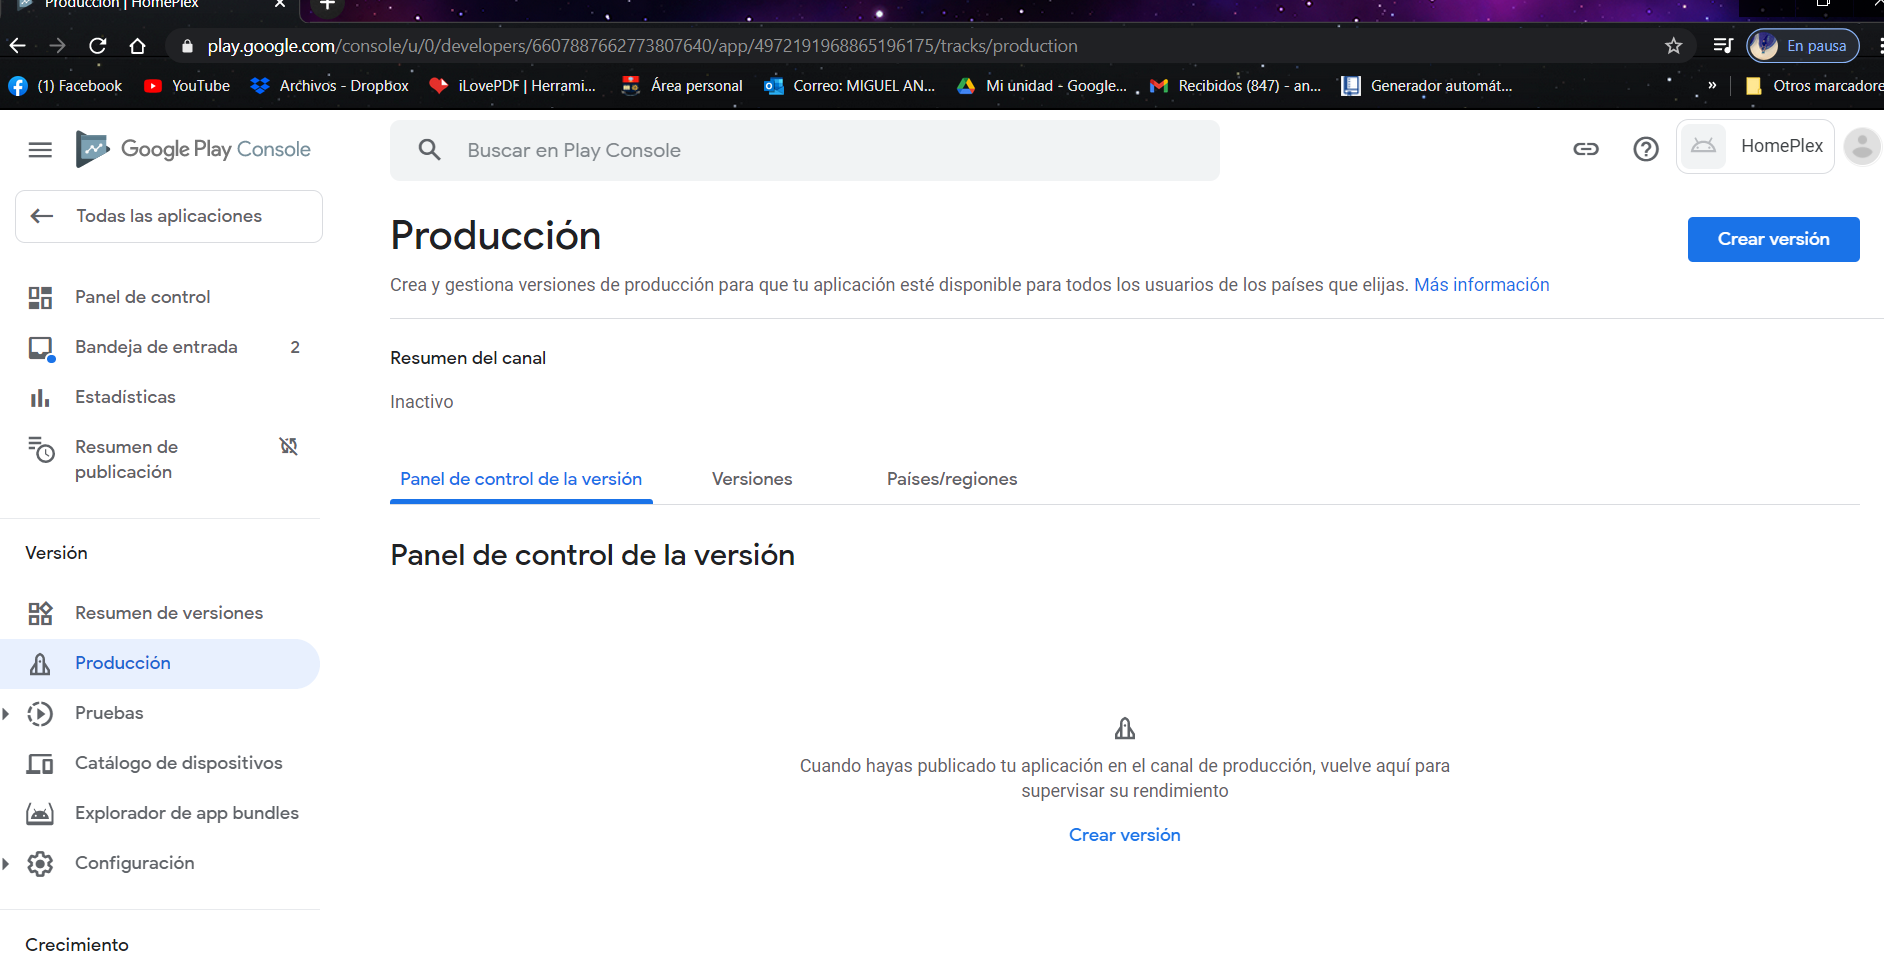 Producción | HomePlex
play.google.com/console/u/0/developers/6607887662773807640/app/4972191968865196175/tracks/production
En pausa
(1) Facebook
YouTube
Archivos - Dropbox
iLovePDF | Herrami...
Área personal
Correo: MIGUEL AN...
Mi unidad - Google...
Recibidos (847) - an...
Generador automát...
»
Otros marcadore
Google Play Console
Buscar en Play Console
HomePlex
Todas las aplicaciones
Panel de control
Bandeja de entrada 2
Estadísticas
Resumen de
publicación
Versión
Resumen de versiones
Producción
Pruebas
Catálogo de dispositivos
Explorador de app bundles
Configuración
Crecimiento
Producción
Crear versión
Crea y gestiona versiones de producción para que tu aplicación esté disponible para todos los usuarios de los países que elijas. Más información
Resumen del canal
Inactivo
Panel de control de la versión
Versiones
Países/regiones
Panel de control de la versión
Cuando hayas publicado tu aplicación en el canal de producción, vuelve aquí para
supervisar su rendimiento
Crear versión